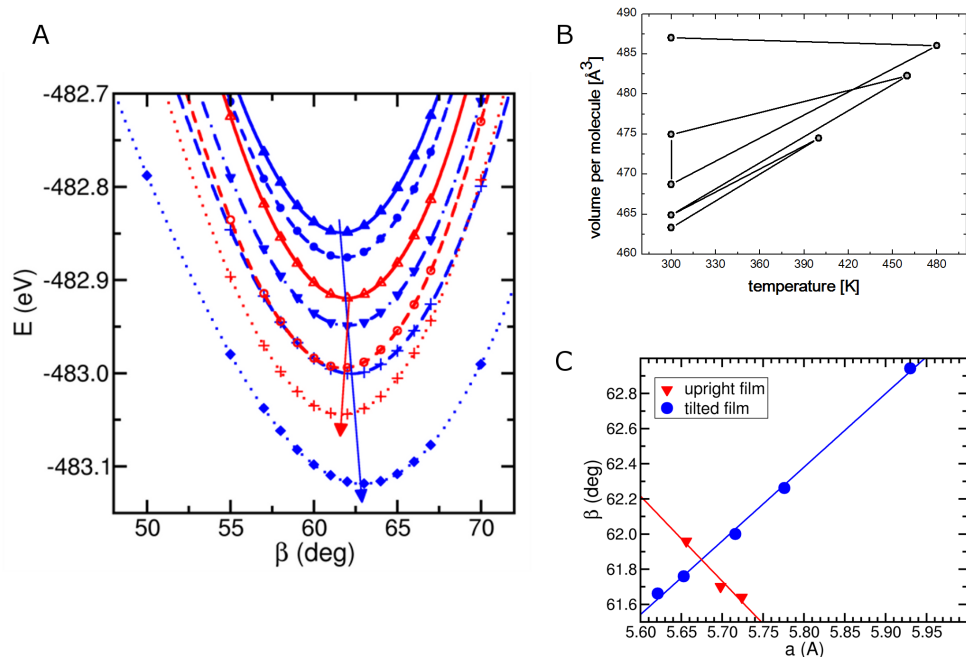 A
-482.7
-482.8
-482.9
-483.0
-483.1
E (eV)
50 55 60 65 70
β (deg)
B
490
485
480
475
470
465
460
volume per molecule [Å3]
300 330 360 390 420 450 480
temperature [K]
C
upright film
tilted film
62.8
62.6
62.4
62.2
62.0
61.8
61.6
β (deg)
5.60 5.65 5.70 5.75 5.80 5.85 5.90 5.95
a (A)